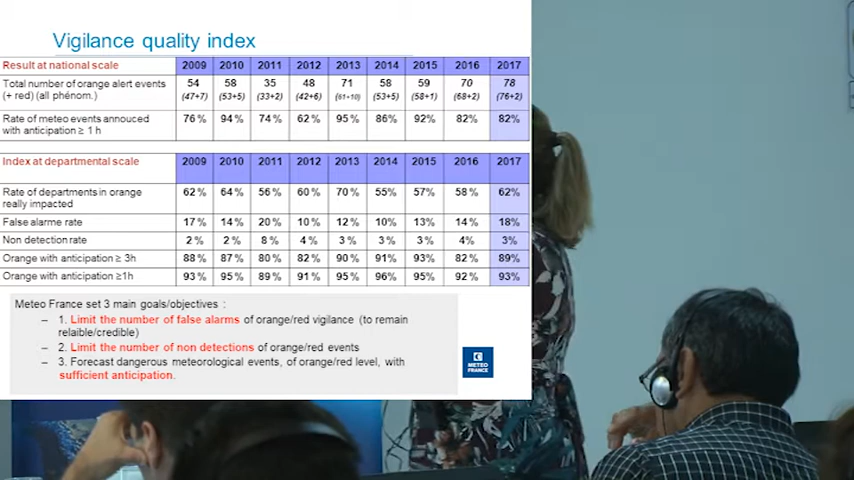 Vigilance quality index
Result at national scale 2009 2010 2011 2012 2013 2014 2015 2016 2017
Total number of orange alert events 54 58 35 48 71 58 59 70 78
(+ red) (all phénom.) (47+7) (53+5) (33+2) (42+6) (61+10) (53+5) (58+1) (68+2) (76+2)
Rate of meteo events annouced 76 % 94 % 74 % 62 % 95 % 86% 92% 82% 82%
with anticipation ≥ 1 h
Index at departmental scale 2009 2010 2011 2012 2013 2014 2015 2016 2017
Rate of departments in orange 62 % 64 % 56 % 60 % 70 % 55% 57% 58 % 62%
really impacted
False alarme rate 17 % 14 % 20 % 10 % 12 % 10% 13% 14 % 18%
Non detection rate 2 % 2 % 8 % 4 % 3 % 3 % 3 % 4% 3%
Orange with anticipation ≥ 3h 88 % 87 % 80 % 82 % 90 % 91% 93% 82 % 89%
Orange with anticipation ≥1h 93 % 95 % 89 % 91 % 95 % 96% 95% 92 % 93%
Meteo France set 3 main goals/objectives :
– 1. Limit the number of false alarms of orange/red vigilance (to remain
relaible/credible)
– 2. Limit the number of non detections of orange/red events
– 3. Forecast dangerous meteorological events, of orange/red level, with
sufficient anticipation.
METEO
FRANCE